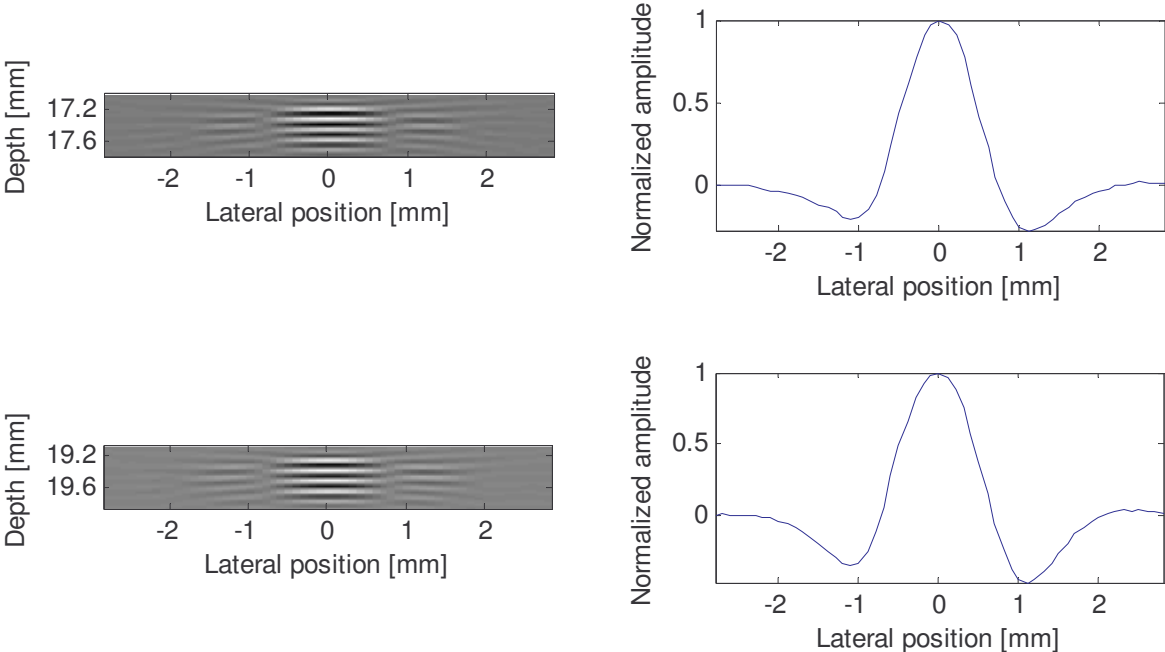 Depth [mm]
17.2
17.6
-2 -1 0 1 2
Lateral position [mm]
Normalized amplitude
1
0.5
0
-2 -1 0 1 2
Lateral position [mm]
Depth [mm]
19.2
19.6
-2 -1 0 1 2
Lateral position [mm]
Normalized amplitude
1
0.5
0
-2 -1 0 1 2
Lateral position [mm]